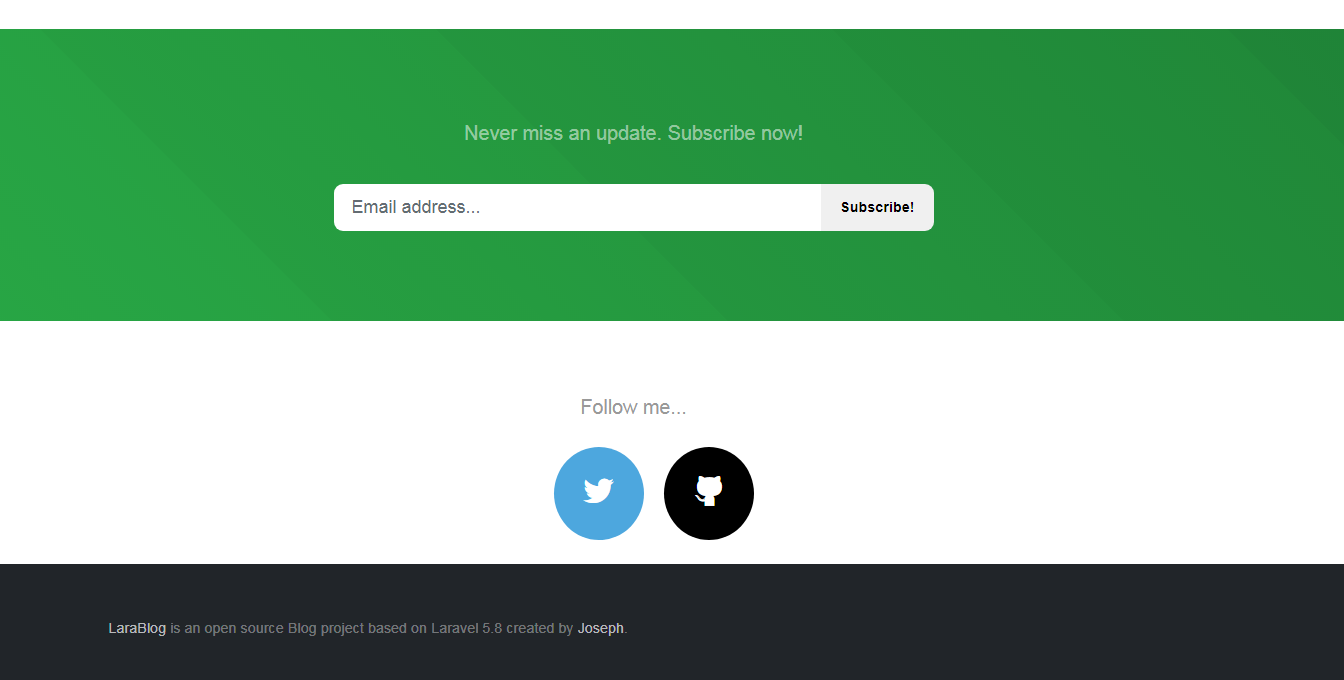 Never miss an update. Subscribe now!
Email address...
Subscribe!
Follow me...
LaraBlog is an open source Blog project based on Laravel 5.8 created by Joseph.